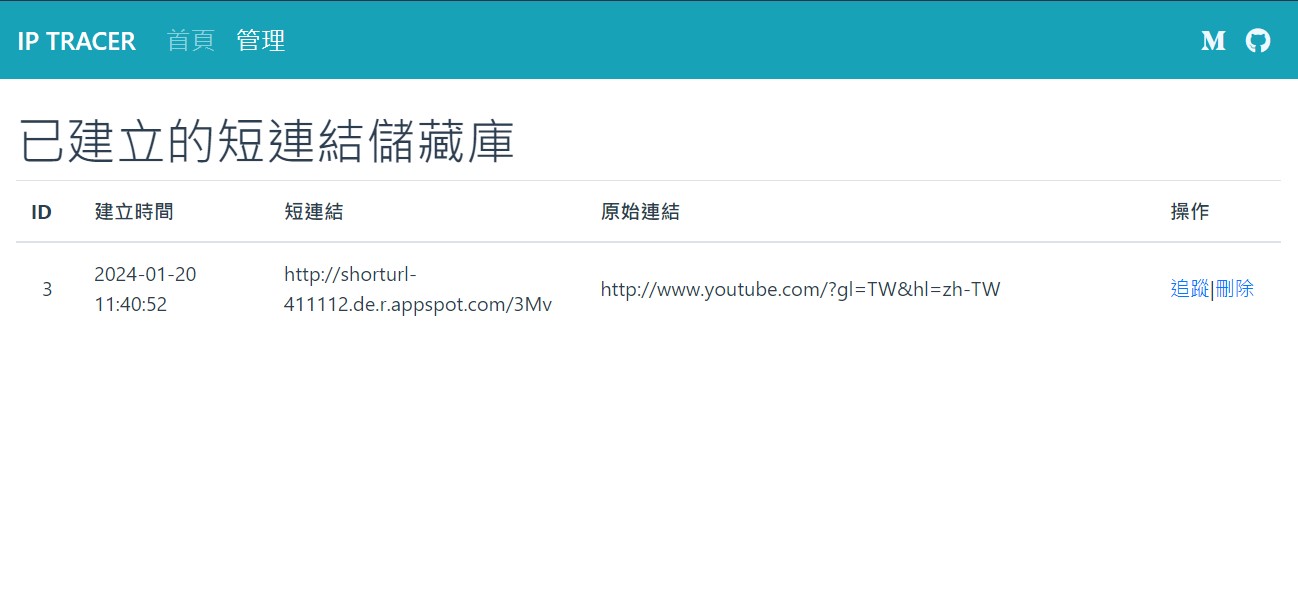 IP TRACER 首頁 管理
已建立的短連結儲藏庫
ID 建立時間 短連結 原始連結 操作
3 2024-01-20 11:40:52 http://shorturl-411112.de.r.appspot.com/3Mv http://www.youtube.com/?gl=TW&hl=zh-TW 追蹤|刪除